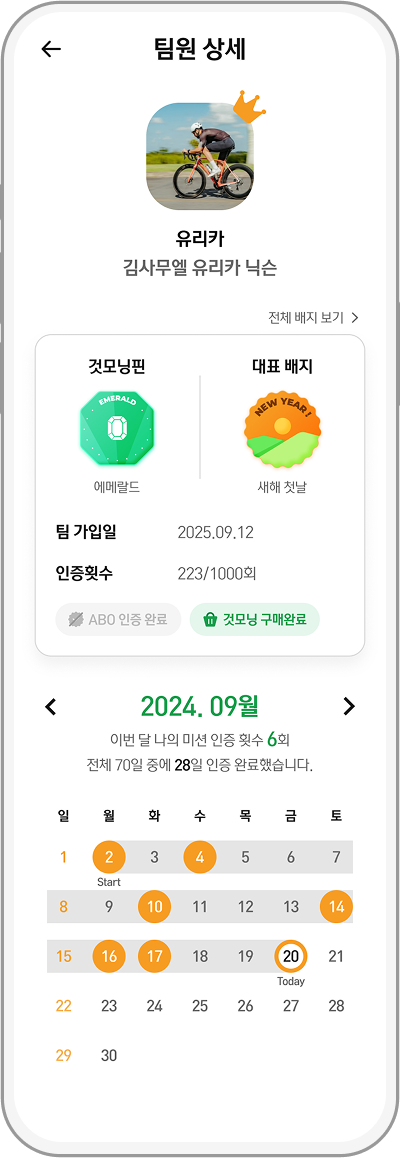 팀원 상세
유리카
김사무엘 유리카 닉슨
전체 배지 보기
것모닝핀 대표 배지
EMERALD NEW YEAR!
에메랄드 새해 첫날
팀 가입일 2025.09.12
인증횟수 223/1000회
ABO 인증 완료 것모닝 구매완료
2024. 09월
이번 달 나의 미션 인증 횟수 6회
전체 70일 중에 28일 인증 완료했습니다.
일 월 화 수 목 금 토
1 2 3 4 5 6 7
Start
8 9 10 11 12 13 14
15 16 17 18 19 20 21
Today
22 23 24 25 26 27 28
29 30